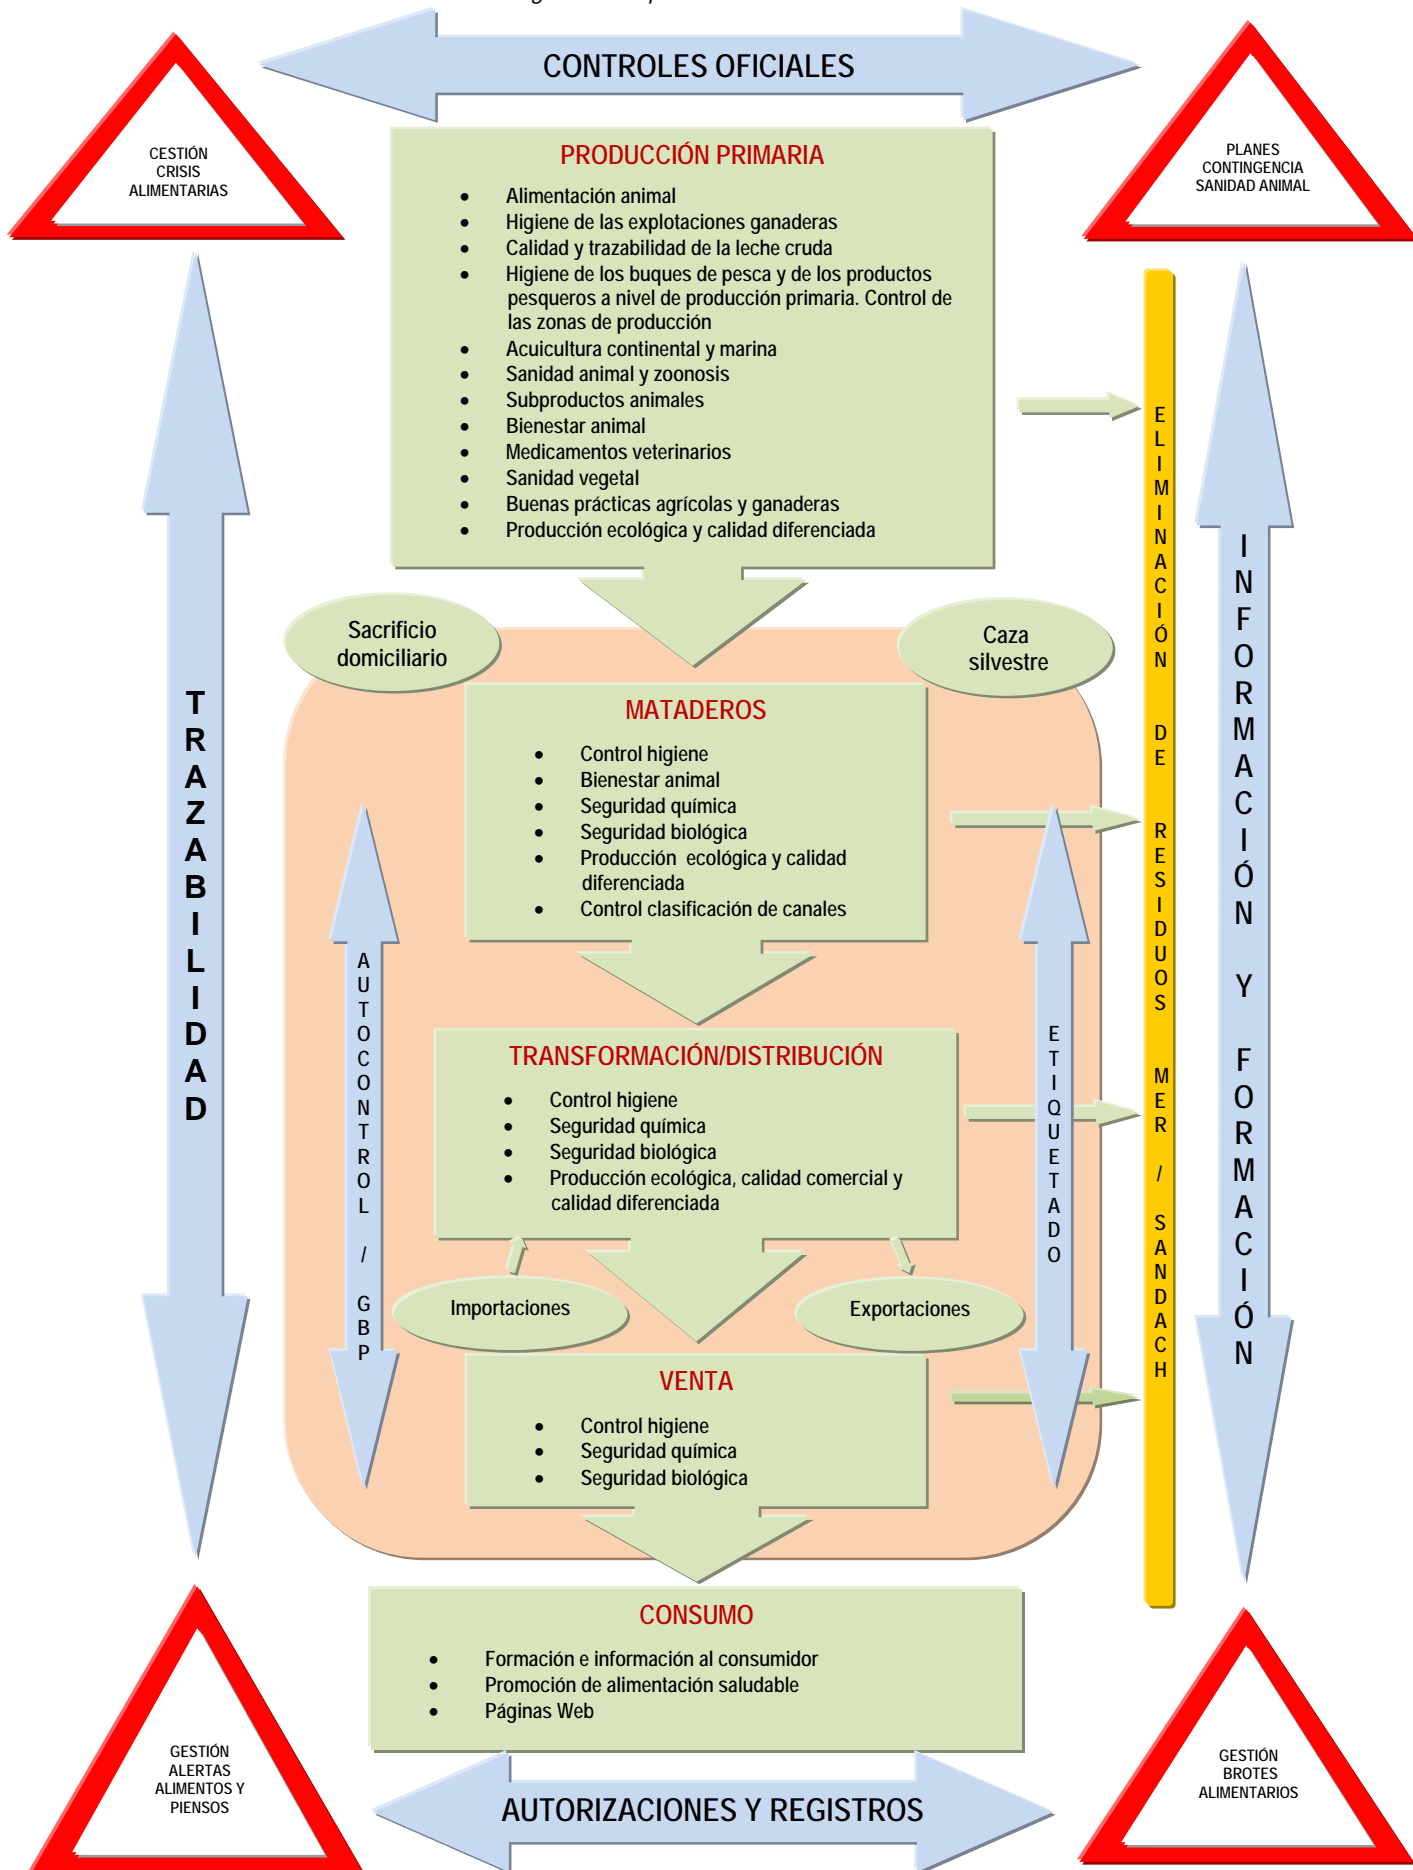 CONTROLES OFICIALES
CESTIÓN
CRISIS
ALIMENTARIAS
PLANES
CONTINGENCIA
SANIDAD ANIMAL
PRODUCCIÓN PRIMARIA
• Alimentación animal
• Higiene de las explotaciones ganaderas
• Calidad y trazabilidad de la leche cruda
• Higiene de los buques de pesca y de los productos
pesqueros a nivel de producción primaria. Control de
las zonas de producción
• Acuicultura continental y marina
• Sanidad animal y zoonosis
• Subproductos animales
• Bienestar animal
• Medicamentos veterinarios
• Sanidad vegetal
• Buenas prácticas agrícolas y ganaderas
• Producción ecológica y calidad diferenciada
TRAZABILIDAD
ELIMINACIÓN DE RESIDUOS MER / SANDACH
INFORMACIÓN Y FORMACIÓN
Sacrificio
domiciliario
Caza
silvestre
MATADEROS
• Control higiene
• Bienestar animal
• Seguridad química
• Seguridad biológica
• Producción ecológica y calidad
diferenciada
• Control clasificación de canales
AUTOCONTROL / GBP
ETIQUETADO
TRANSFORMACIÓN/DISTRIBUCIÓN
• Control higiene
• Seguridad química
• Seguridad biológica
• Producción ecológica, calidad comercial y
calidad diferenciada
Importaciones
Exportaciones
VENTA
• Control higiene
• Seguridad química
• Seguridad biológica
CONSUMO
• Formación e información al consumidor
• Promoción de alimentación saludable
• Páginas Web
GESTIÓN
ALERTAS
ALIMENTOS Y
PIENSOS
GESTIÓN
BROTES
ALIMENTARIOS
AUTORIZACIONES Y REGISTROS